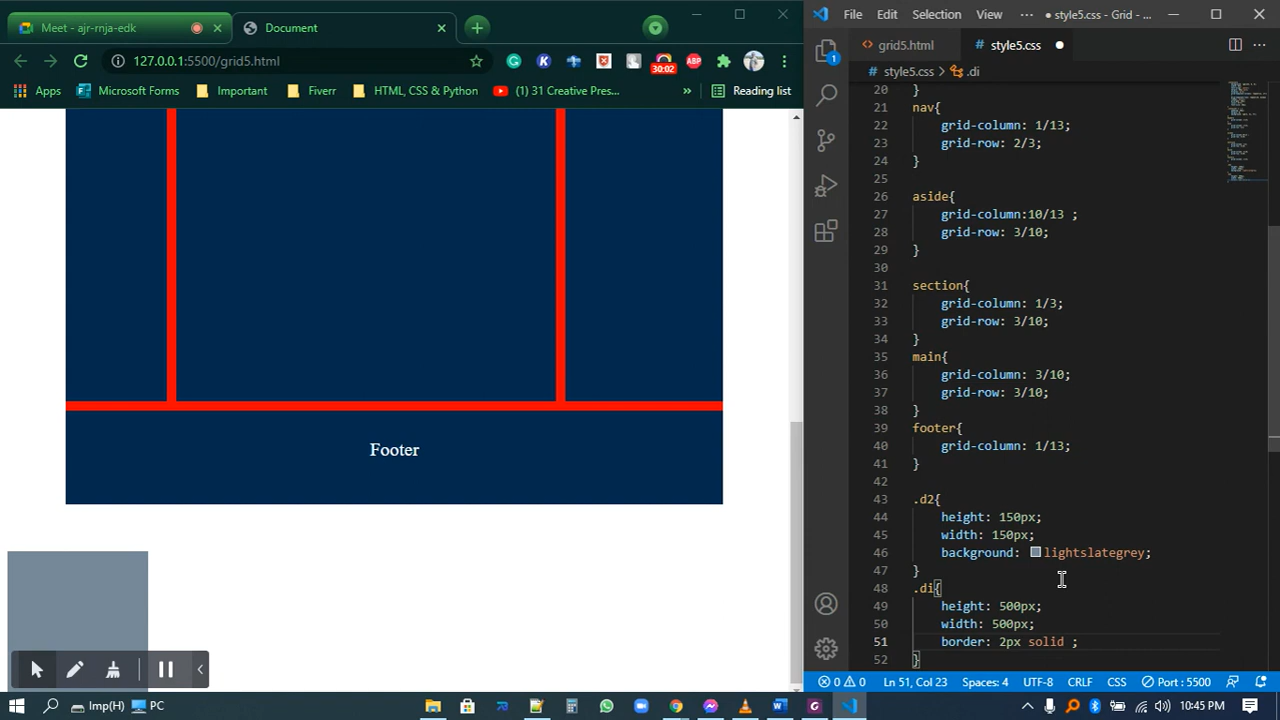 Meet - ajr-rnja-edk
Document
127.0.0.1:5500/grid5.html
30:02
ABP
Apps
Microsoft Forms
Important
Fiverr
HTML, CSS & Python
(1) 31 Creative Pres...
»
Reading list
Footer
File Edit Selection View ··· ● style5.css - Grid - ...
<> grid5.html
# style5.css ●
1
# style5.css > .di
20 }
21 nav{
22 grid-column: 1/13;
23 grid-row: 2/3;
24 }
25
26 aside{
27 grid-column:10/13 ;
28 grid-row: 3/10;
29 }
30
31 section{
32 grid-column: 1/3;
33 grid-row: 3/10;
34 }
35 main{
36 grid-column: 3/10;
37 grid-row: 3/10;
38 }
39 footer{
40 grid-column: 1/13;
41 }
42
43 .d2{
44 height: 150px;
45 width: 150px;
46 background: lightslategrey;
47 }
48 .di{
49 height: 500px;
50 width: 500px;
51 border: 2px solid ;
52 }
0 0 Ln 51, Col 23 Spaces: 4 UTF-8 CRLF CSS Port : 5500
Imp(H) PC 10:45 PM